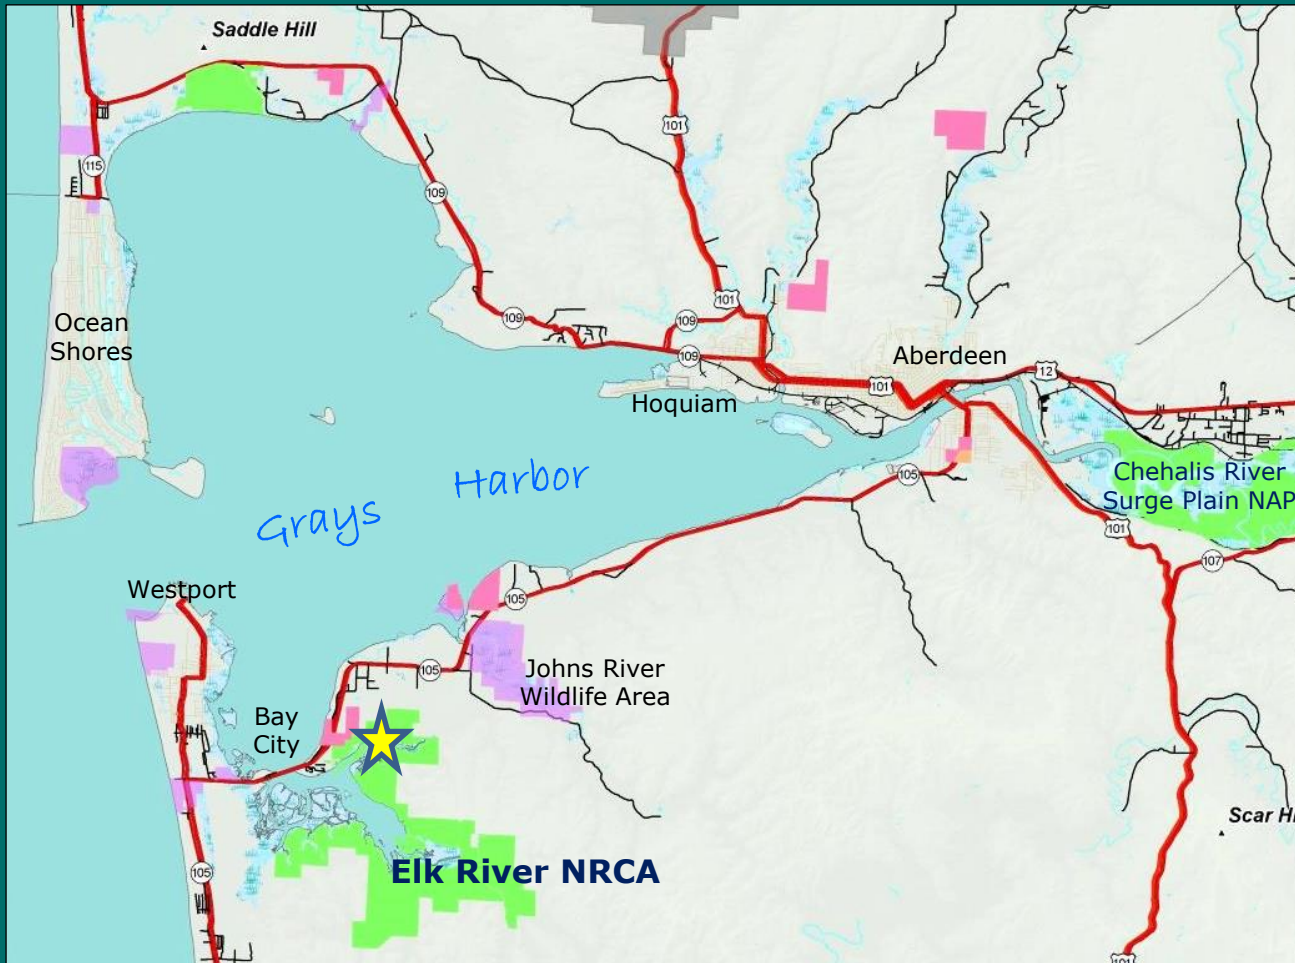 Saddle Hill
101
115
109
109
101
109
109
Ocean
Shores
Aberdeen
12
101
Hoquiam
Grays Harbor
105
Chehalis River
Surge Plain NAP
101
107
Westport
105
105
Johns River
Wildlife Area
Bay
City
Scar
105
Elk River NRCA
101